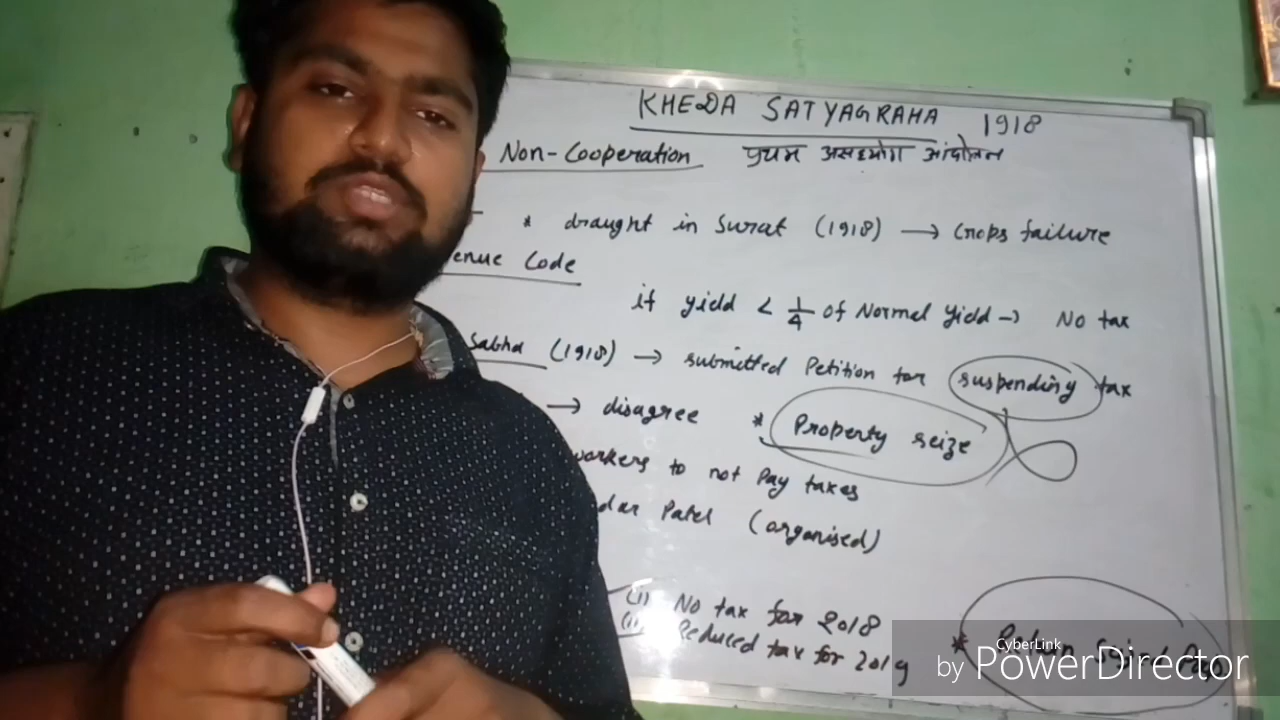 KHEDA SATYAGRAHA 1918
Non-Cooperation प्रथम असहयोग आंदोलन
* draught in Surat (1918) → Crops failure
enue Code
if yield < 1/4 of Normal yield → No tax
Sabha (1918) → submitted Petition for suspending tax
→ disagree * Property seize
workers to not Pay taxes
dar Patel (organised)
(i) No tax for 2018
(ii) Reduced tax for 2019
*
CyberLink
by PowerDirector